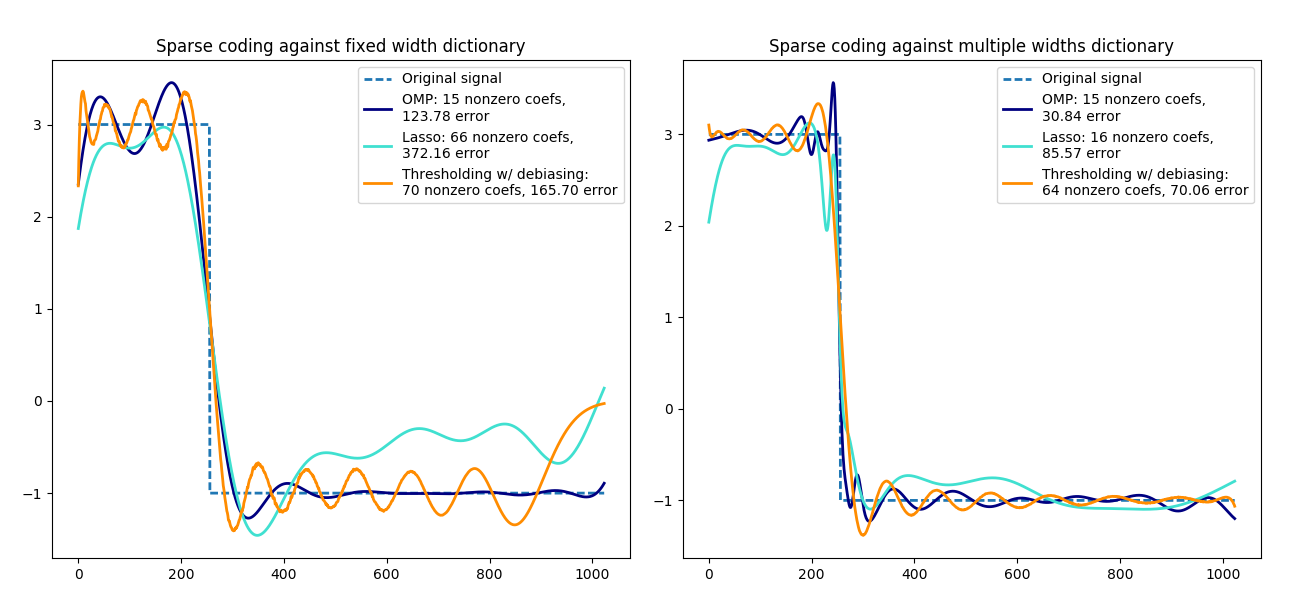 Sparse coding against fixed width dictionary
Original signal
OMP: 15 nonzero coefs,
123.78 error
Lasso: 66 nonzero coefs,
372.16 error
Thresholding w/ debiasing:
70 nonzero coefs, 165.70 error
3
2
1
0
−1
0
200
400
600
800
1000
Sparse coding against multiple widths dictionary
Original signal
OMP: 15 nonzero coefs,
30.84 error
Lasso: 16 nonzero coefs,
85.57 error
Thresholding w/ debiasing:
64 nonzero coefs, 70.06 error
3
2
1
0
−1
0
200
400
600
800
1000